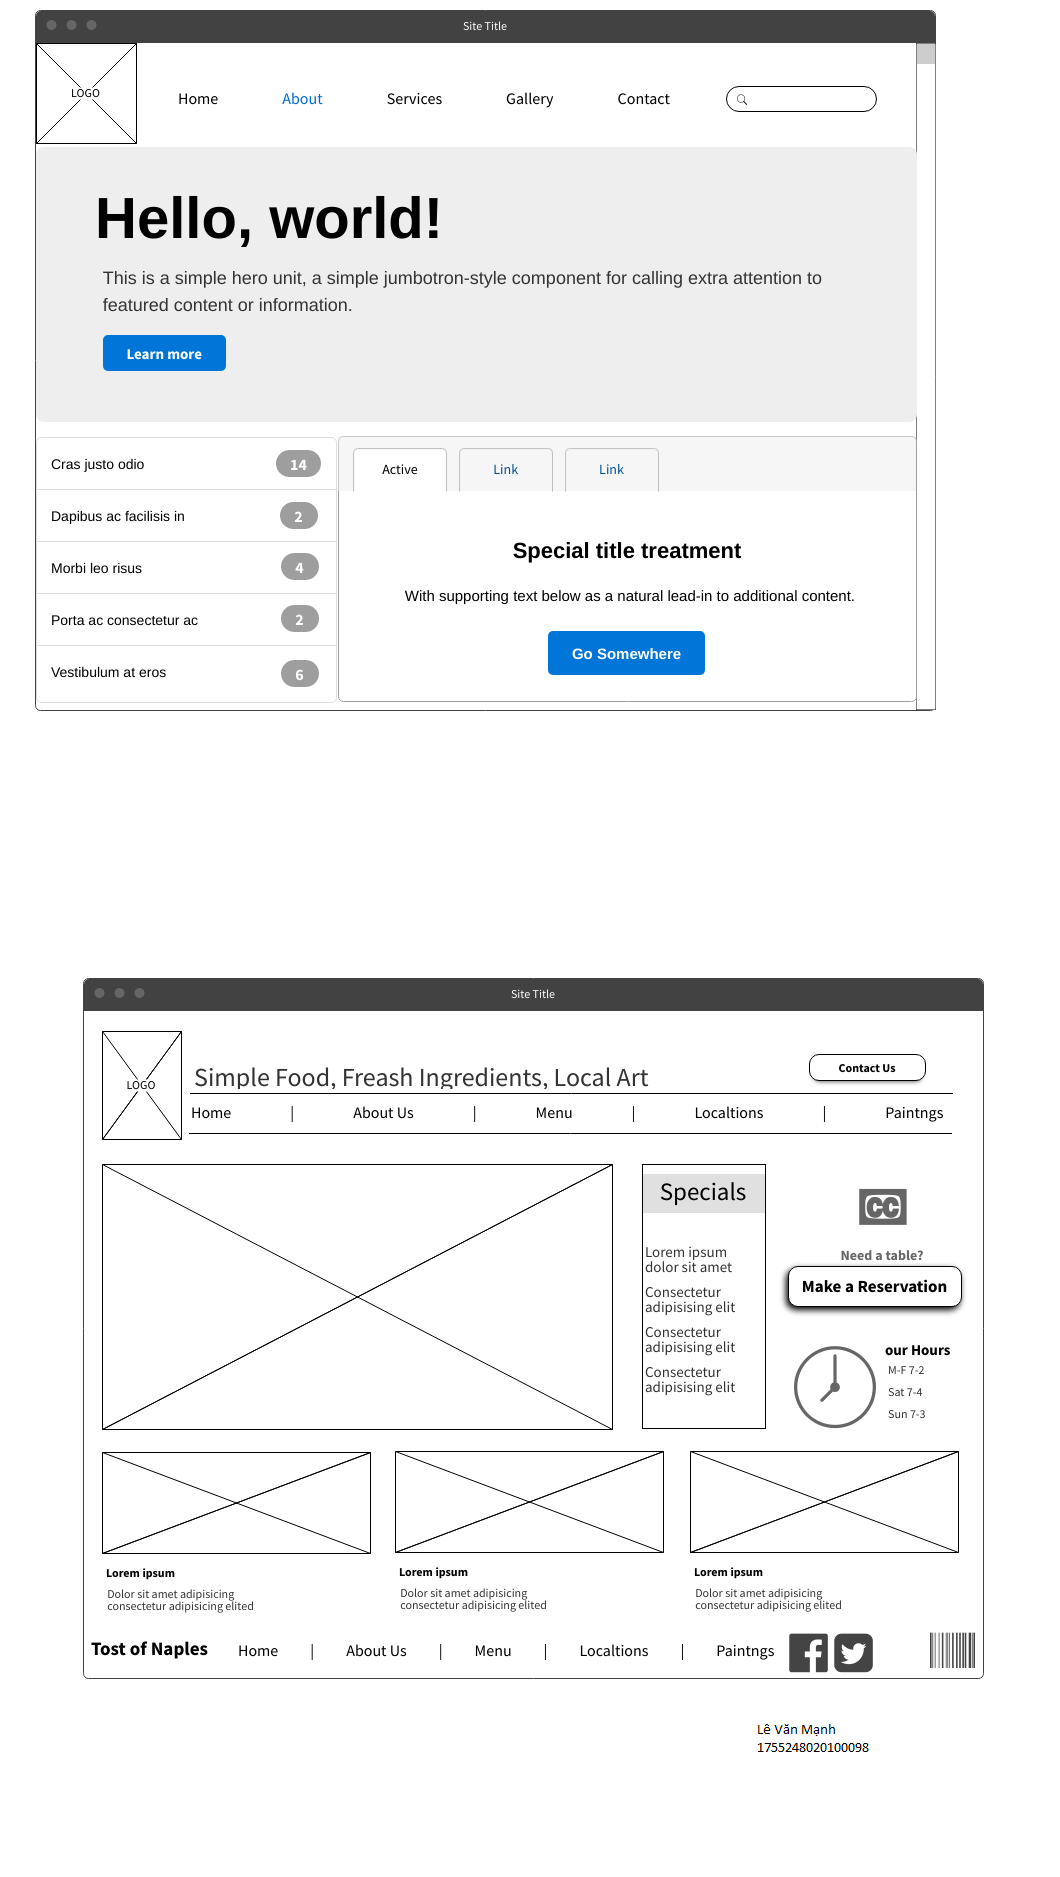 Site Title
LOGO
Home About Services Gallery Contact
Hello, world!
This is a simple hero unit, a simple jumbotron-style component for calling extra attention to
featured content or information.
Learn more
Cras justo odio 14
Dapibus ac facilisis in 2
Morbi leo risus 4
Porta ac consectetur ac 2
Vestibulum at eros 6
Active Link Link
Special title treatment
With supporting text below as a natural lead-in to additional content.
Go Somewhere
Site Title
LOGO
Simple Food, Freash Ingredients, Local Art
Contact Us
Home | About Us | Menu | Localtions | Paintngs
Specials
Lorem ipsum
dolor sit amet
Consectetur
adipisising elit
Consectetur
adipisising elit
Consectetur
adipisising elit
CC
Need a table?
Make a Reservation
our Hours
M-F 7-2
Sat 7-4
Sun 7-3
Lorem ipsum
Dolor sit amet adipisicing
consectetur adipisicing elited
Lorem ipsum
Dolor sit amet adipisicing
consectetur adipisicing elited
Lorem ipsum
Dolor sit amet adipisicing
consectetur adipisicing elited
Tost of Naples Home | About Us | Menu | Localtions | Paintngs
Lê Văn Mạnh
1755248020100098